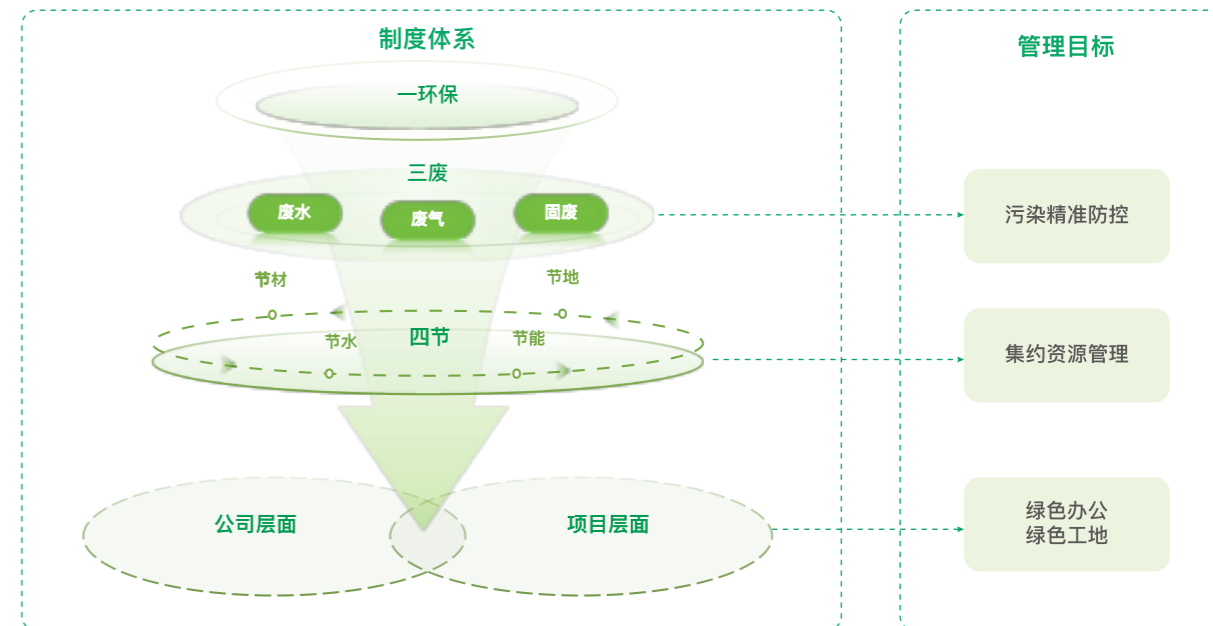 制度体系
一环保
三废
废水
废气
固废
节材
节地
节水
四节
节能
公司层面
项目层面
管理目标
污染精准防控
集约资源管理
绿色办公
绿色工地